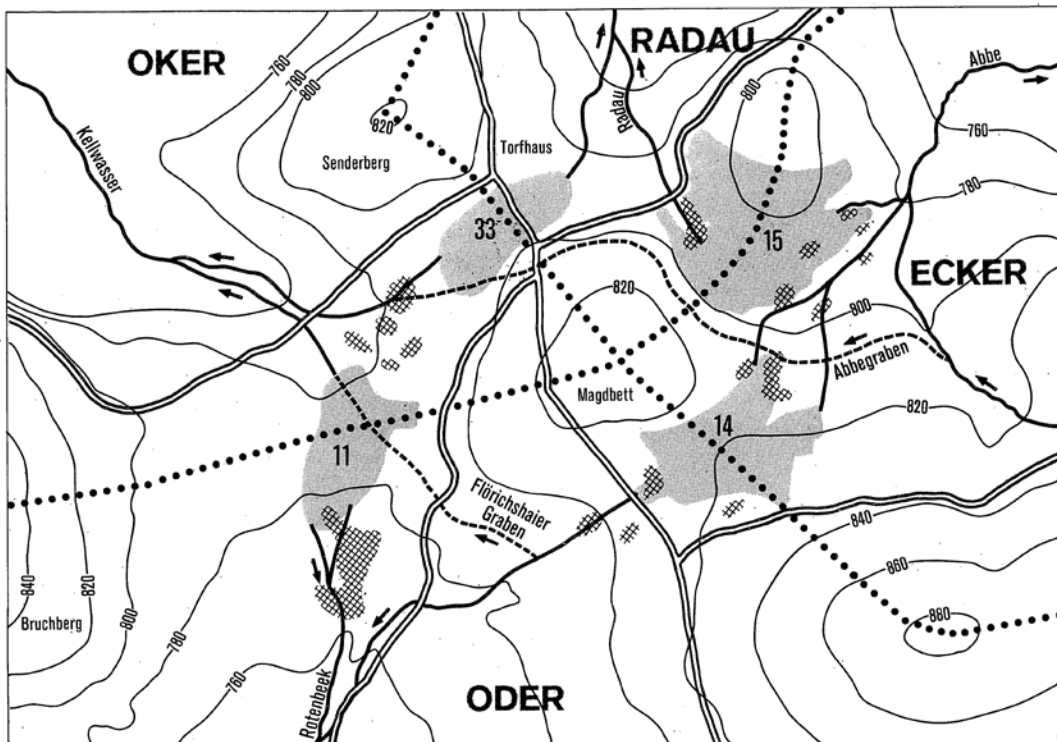 OKER
RADAU
Abbe
760
780
800
800
760
820
Kellwasser
Radau
Torfhaus
Senderberg
780
33
15
ECKER
820
800
Abbegraben
Magdbett
820
14
11
Flörichshaier
Graben
840
860
840
820
800
880
Bruchberg
780
760
Rotenbeek
ODER